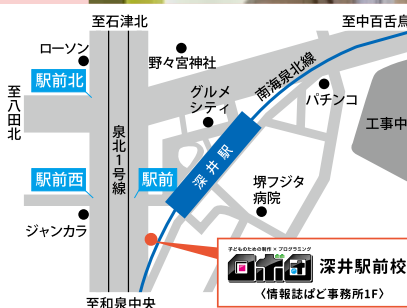 至石津北
至中百舌鳥
ローソン
野々宮神社
南海泉北線
駅前北
グルメ
シティ
パチンコ
至八田北
泉北1号線
工事中
深井駅
駅前西
駅前
堺フジタ
病院
ジャンカラ
子どものための制作×プログラミング
ロボ団
深井駅前校
〈情報誌ぱど事務所1F〉
至和泉中央